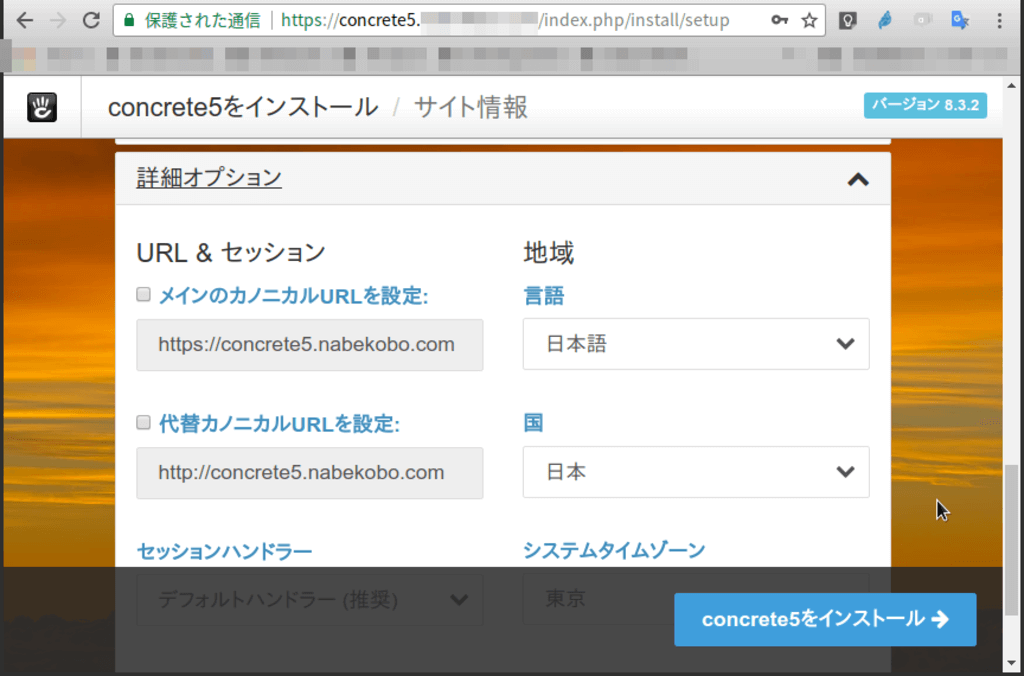 保護された通信 https://concrete5. /index.php/install/setup
concrete5をインストール / サイト情報 バージョン 8.3.2
詳細オプション
URL & セッション
メインのカノニカルURLを設定:
https://concrete5.nabekobo.com
代替カノニカルURLを設定:
http://concrete5.nabekobo.com
セッションハンドラー
デフォルトハンドラー (推奨)
地域
言語
日本語
国
日本
システムタイムゾーン
東京
concrete5をインストール